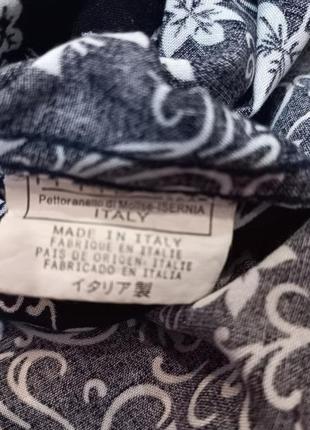 Pettoranello di Molise-ISERNIA
ITALY
MADE IN ITALY
FABRIQUE EN ITALIE
PAIS DE ORIGEN: ITALIE
FABRICADO EN ITALIA
イタリア製